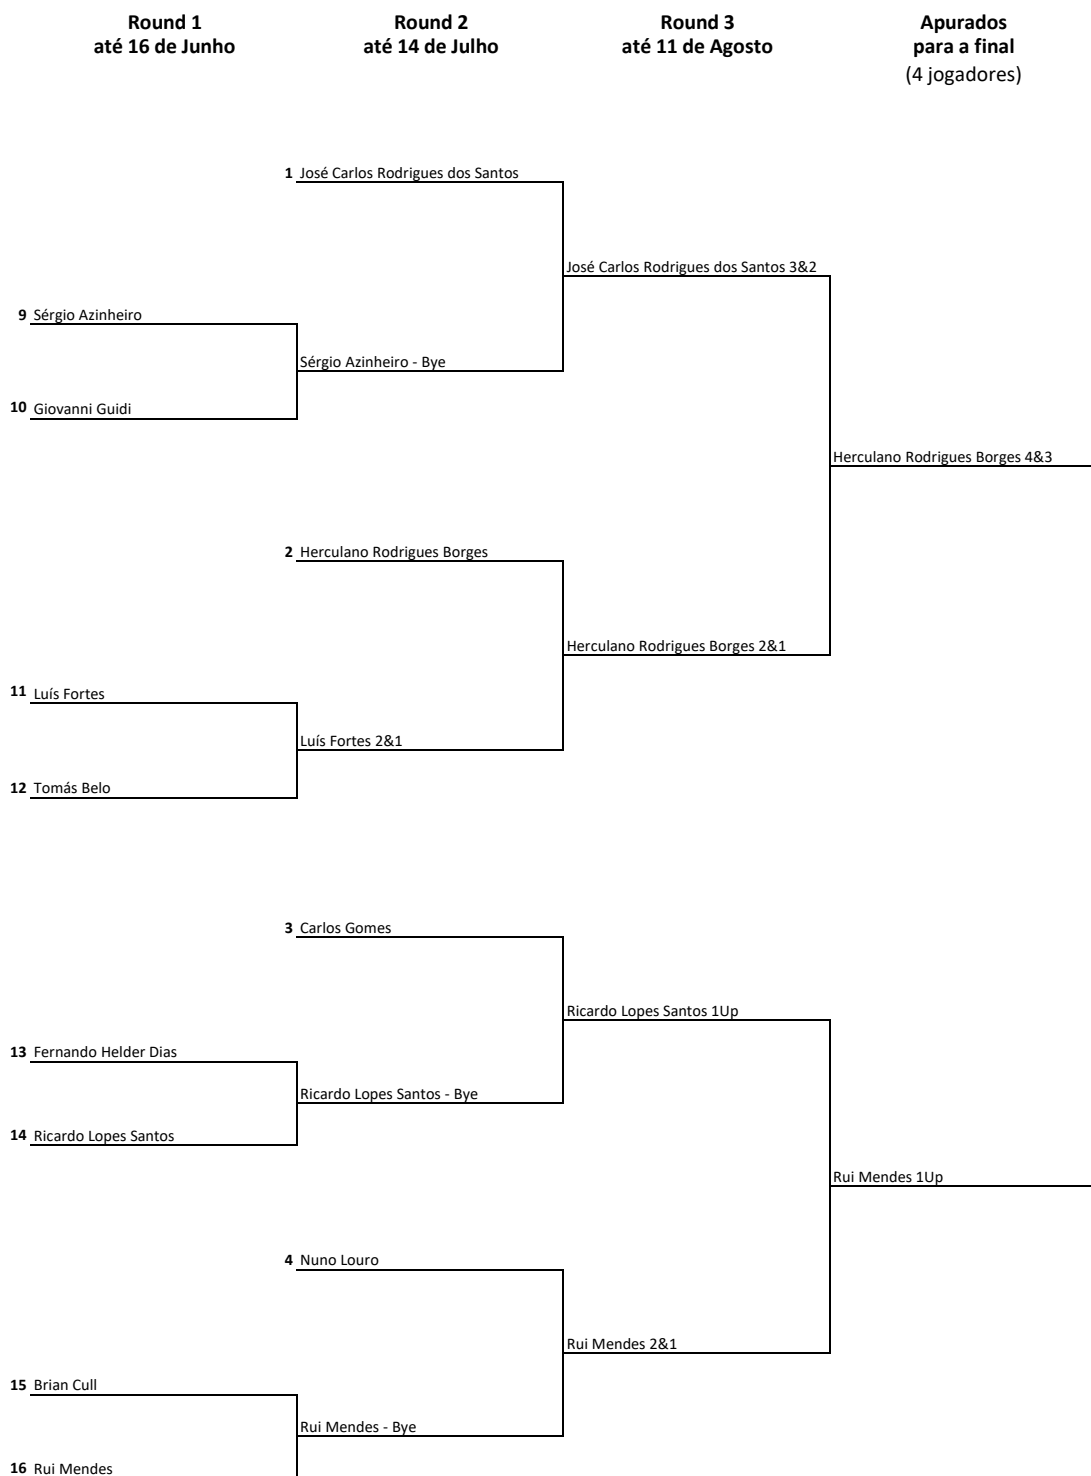 Round 1
até 16 de Junho
Round 2
até 14 de Julho
Round 3
até 11 de Agosto
Apurados
para a final
(4 jogadores)
1 José Carlos Rodrigues dos Santos
José Carlos Rodrigues dos Santos 3&2
9 Sérgio Azinheiro
Sérgio Azinheiro - Bye
10 Giovanni Guidi
Herculano Rodrigues Borges 4&3
2 Herculano Rodrigues Borges
Herculano Rodrigues Borges 2&1
11 Luís Fortes
Luís Fortes 2&1
12 Tomás Belo
3 Carlos Gomes
Ricardo Lopes Santos 1Up
13 Fernando Helder Dias
Ricardo Lopes Santos - Bye
14 Ricardo Lopes Santos
Rui Mendes 1Up
4 Nuno Louro
Rui Mendes 2&1
15 Brian Cull
Rui Mendes - Bye
16 Rui Mendes